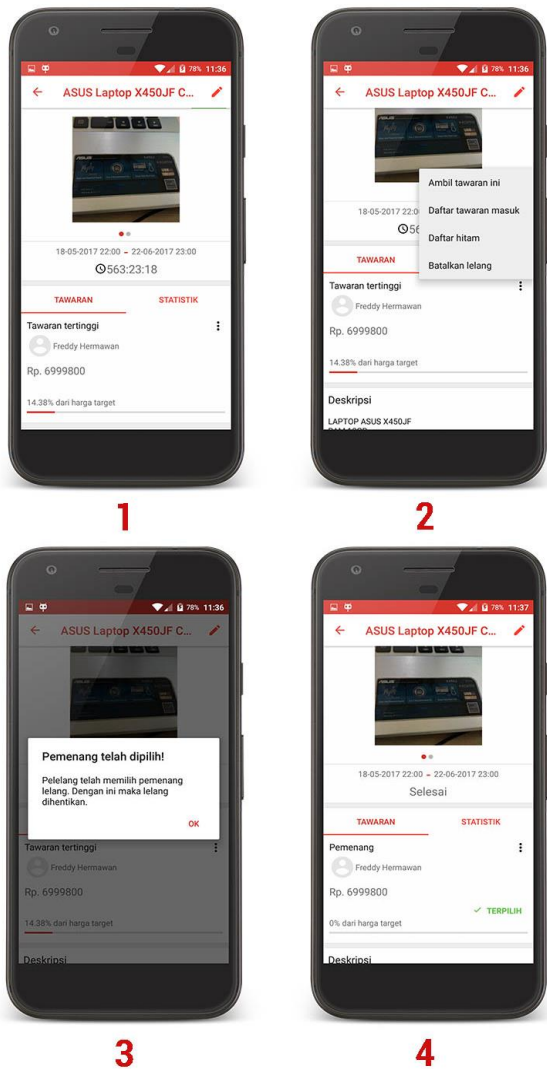 78% 11:36
ASUS Laptop X450JF C...
18-05-2017 22:00 - 22-06-2017 23:00
563:23:18
TAWARAN STATISTIK
Tawaran tertinggi
Freddy Hermawan
Rp. 6999800
14.38% dari harga target
1
78% 11:36
ASUS Laptop X450JF C...
Ambil tawaran ini
Daftar tawaran masuk
Daftar hitam
Batalkan lelang
18-05-2017 22:0
56
TAWARAN
Tawaran tertinggi
Freddy Hermawan
Rp. 6999800
14.38% dari harga target
Deskripsi
LAPTOP ASUS X450JF
2
78% 11:36
ASUS Laptop X450JF C...
Pemenang telah dipilih!
Pelelang telah memilih pemenang
lelang. Dengan ini maka lelang
dihentikan.
OK
Tawaran tertinggi
Freddy Hermawan
Rp. 6999800
14.38% dari harga target
Deskripsi
3
78% 11:37
ASUS Laptop X450JF C...
18-05-2017 22:00 - 22-06-2017 23:00
Selesai
TAWARAN STATISTIK
Pemenang
Freddy Hermawan
Rp. 6999800
TERPILIH
0% dari harga target
Deskripsi
4